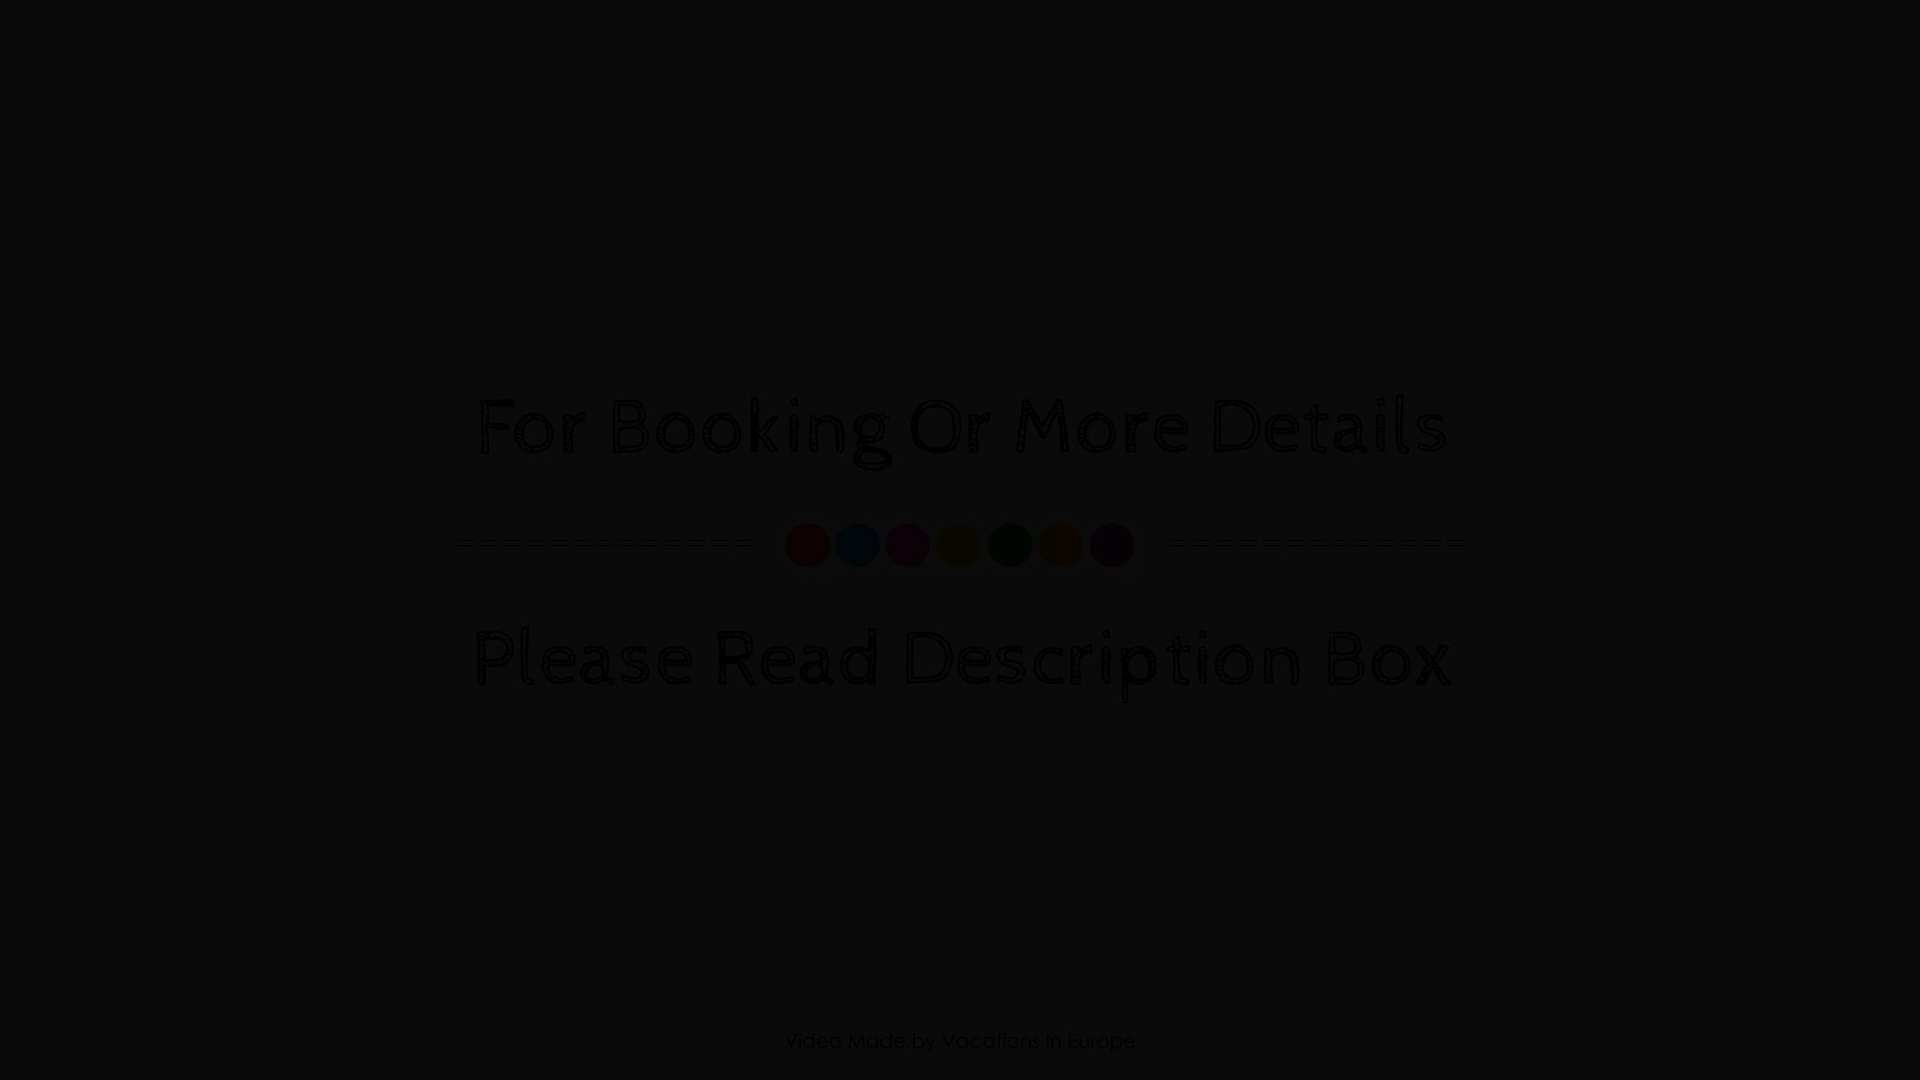 For Booking Or More Details
Please Read Description Box
Video Made by Vacations In Europe